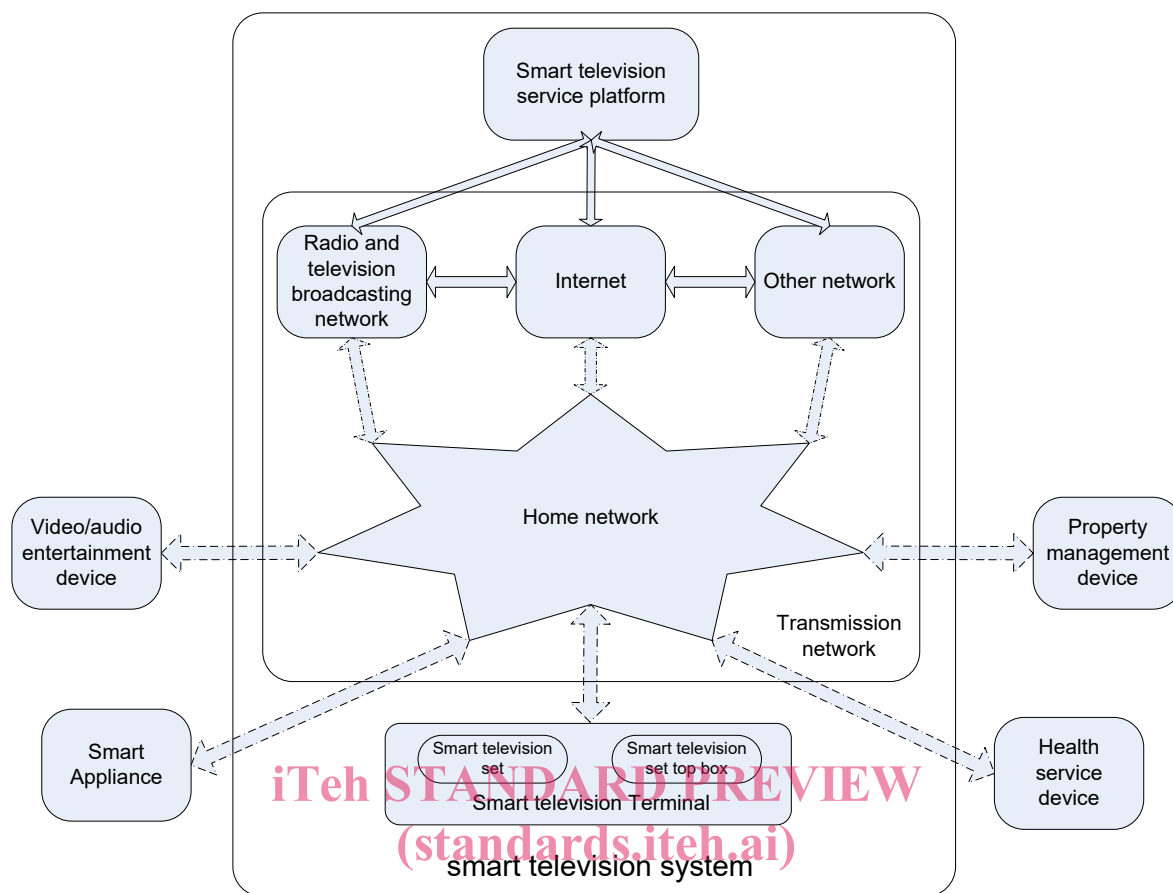 Smart television
service platform
Radio and
television
broadcasting
network
Internet
Other network
Home network
Video/audio
entertainment
device
Property
management
device
Transmission
network
Smart
Appliance
Smart television
set
Smart television
set top box
Smart television Terminal
Health
service
device
iTeh STANDARD PREVIEW
(standards.iteh.ai)
smart television system